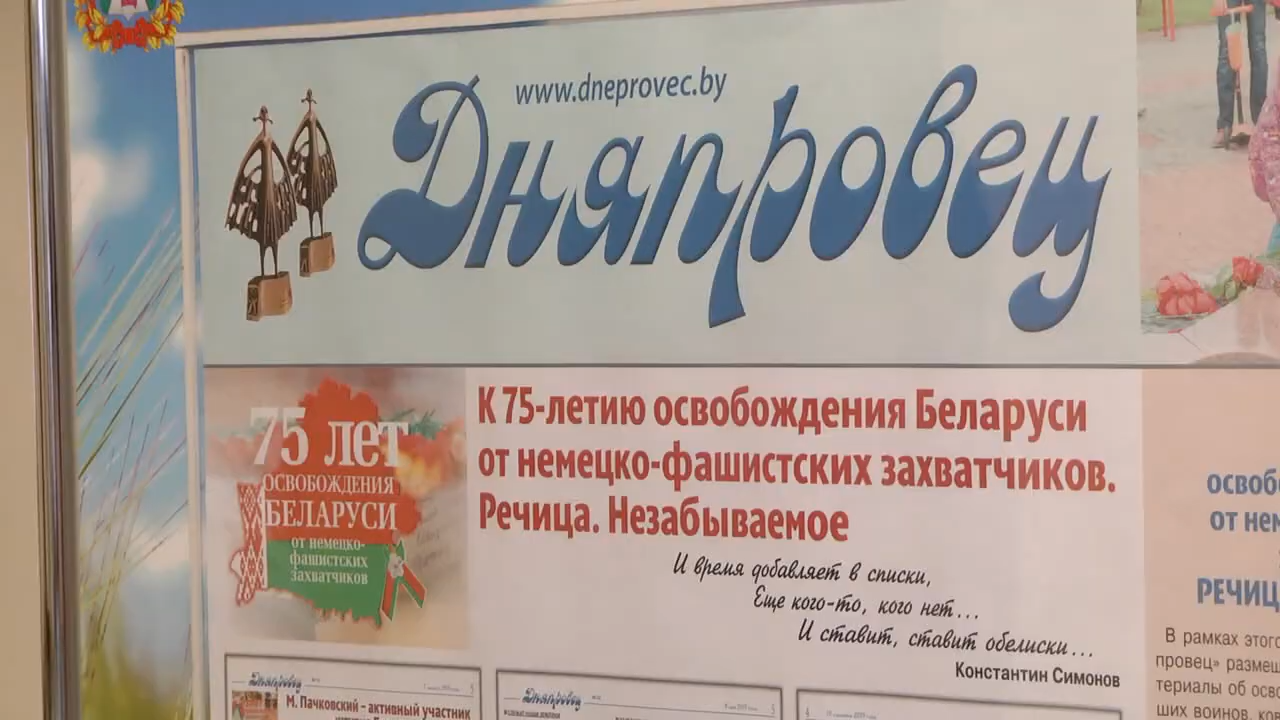 www.dneprovec.by
Дняпровец
75 лет
ОСВОБОЖДЕНИЯ
БЕЛАРУСИ
от немецко-
фашистских
захватчиков
К 75-летию освобождения Беларуси
от немецко-фашистских захватчиков.
Речица. Незабываемое
И время добавляет в списки,
Еще кого-то, кого нет...
И ставит, ставит обелиски...
Константин Симонов
Дняпровец
М. Пачковский – активный участник
Дняпровец
освоб
от нем
РЕЧИЦ
В рамках этого
провец» размещ
териалы об осво
ших воинов, ков